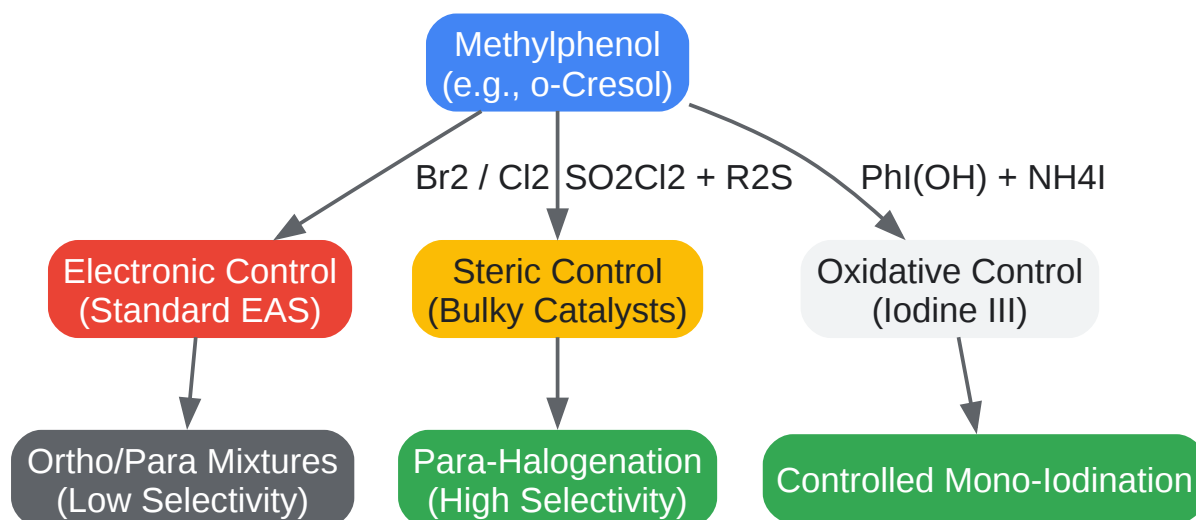 Methylphenol
(e.g., o-Cresol)
Br2 / Cl2
SO2Cl2 + R2S
PhI(OH) + NH4I
Electronic Control
(Standard EAS)
Steric Control
(Bulky Catalysts)
Oxidative Control
(Iodine III)
Ortho/Para Mixtures
(Low Selectivity)
Para-Halogenation
(High Selectivity)
Controlled Mono-Iodination